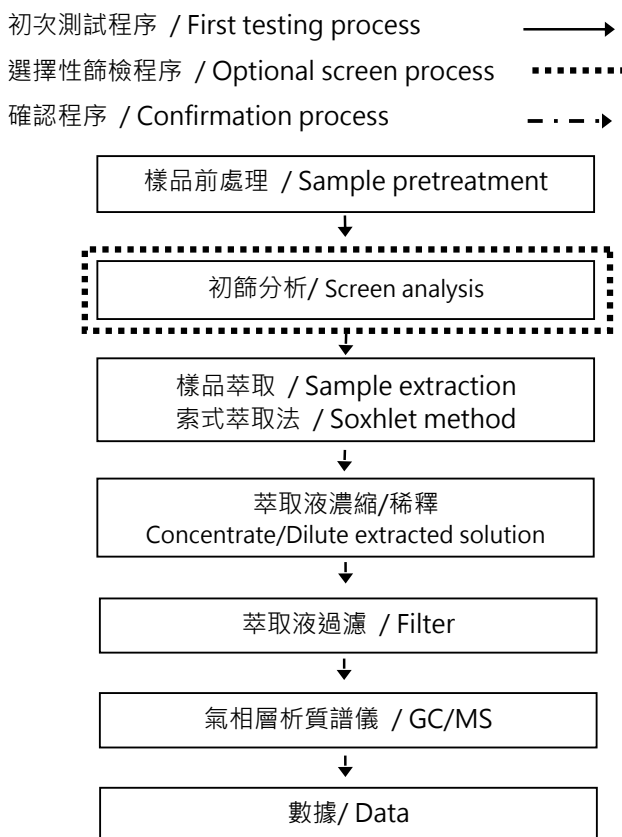 初次測試程序 / First testing process
選擇性篩檢程序 / Optional screen process
確認程序 / Confirmation process
樣品前處理 / Sample pretreatment
初篩分析/ Screen analysis
樣品萃取 / Sample extraction
索式萃取法 / Soxhlet method
萃取液濃縮/稀釋
Concentrate/Dilute extracted solution
萃取液過濾 / Filter
氣相層析質譜儀 / GC/MS
數據/ Data